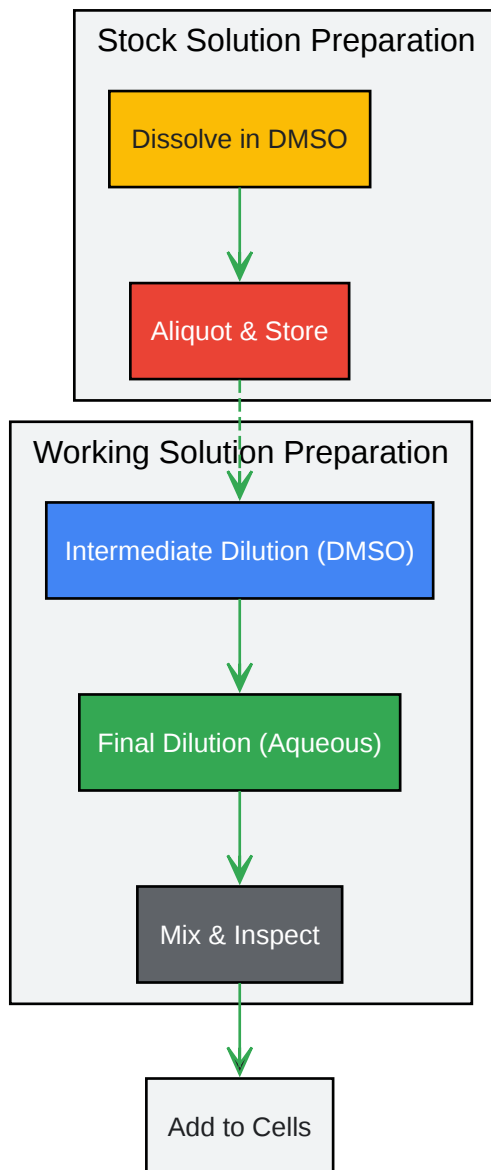 Stock Solution Preparation
Dissolve in DMSO
Aliquot & Store
Working Solution Preparation
Intermediate Dilution (DMSO)
Final Dilution (Aqueous)
Mix & Inspect
Add to Cells